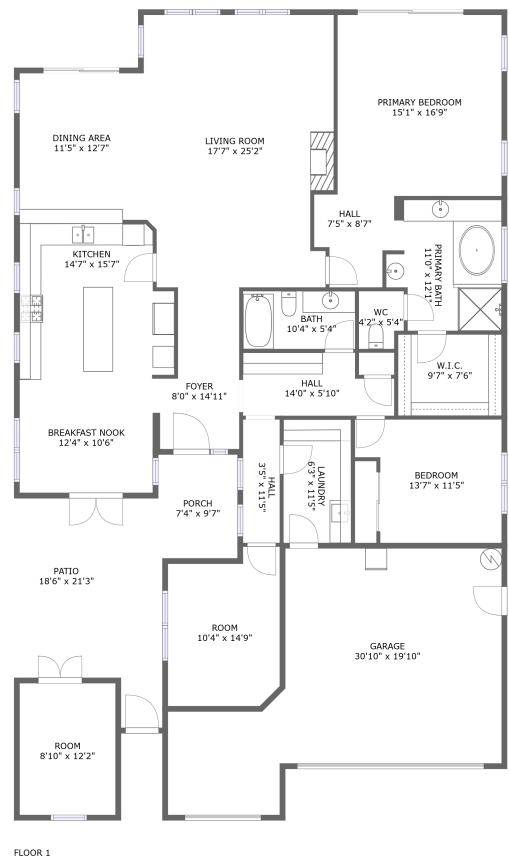 PRIMARY BEDROOM
15'1" x 16'9"
DINING AREA
11'5" x 12'7"
LIVING ROOM
17'7" x 25'2"
HALL
7'5" x 8'7"
PRIMARY BATH
11'0" x 12'1"
KITCHEN
14'7" x 15'7"
BATH
10'4" x 5'4"
WC
4'2" x 5'4"
W.I.C.
9'7" x 7'6"
FOYER
8'0" x 14'11"
HALL
14'0" x 5'10"
BREAKFAST NOOK
12'4" x 10'6"
HALL
3'5" x 11'5"
LAUNDRY
6'3" x 11'5"
BEDROOM
13'7" x 11'5"
PORCH
7'4" x 9'7"
PATIO
18'6" x 21'3"
ROOM
10'4" x 14'9"
GARAGE
30'10" x 19'10"
ROOM
8'10" x 12'2"
FLOOR 1